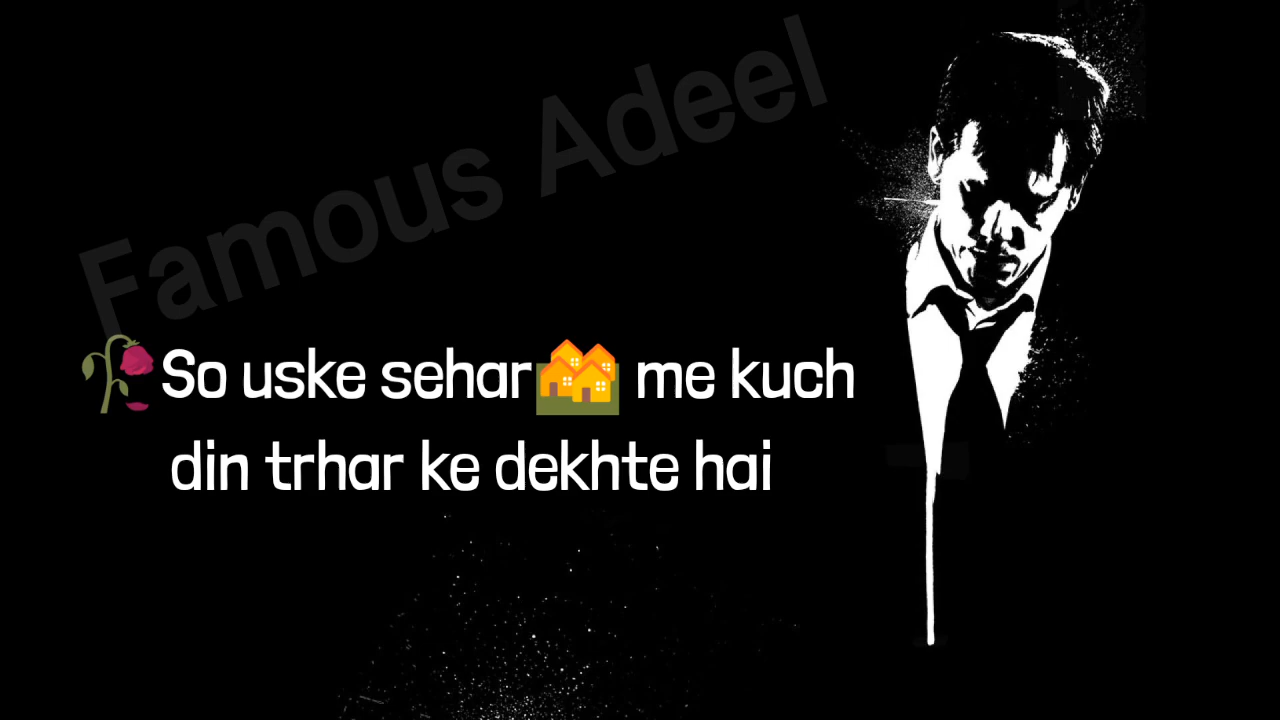 Famous Adeel
🥀So uske sehar🏘️ me kuch
din trhar ke dekhte hai